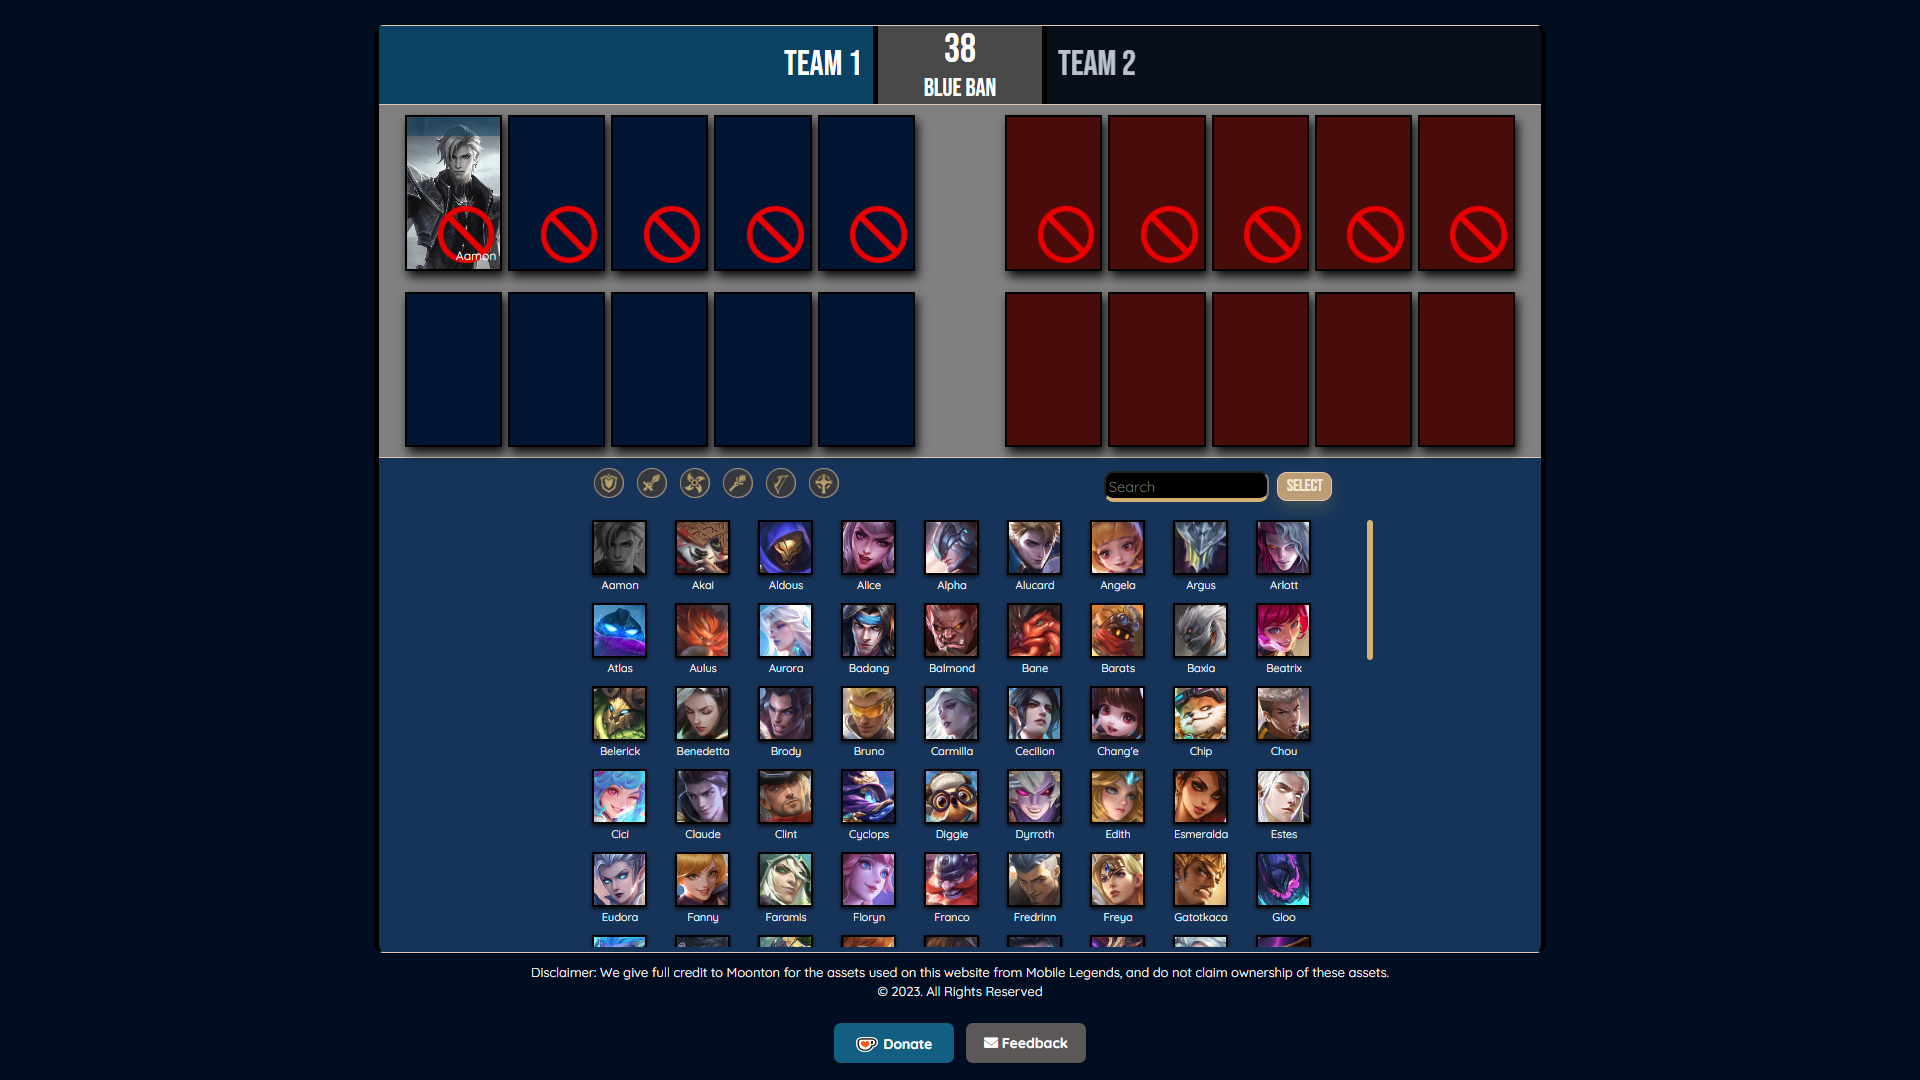 TEAM 1
38
BLUE BAN
TEAM 2
Aamon
Search
SELECT
Aamon Akai Aldous Alice Alpha Alucard Angela Argus Arlott
Atlas Aulus Aurora Badang Balmond Bane Barats Baxia Beatrix
Belerick Benedetta Brody Bruno Carmilla Cecilion Chang'e Chip Chou
Cici Claude Clint Cyclops Diggie Dyrroth Edith Esmeralda Estes
Eudora Fanny Faramis Floryn Franco Fredrinn Freya Gatotkaca Gloo
Disclaimer: We give full credit to Moonton for the assets used on this website from Mobile Legends, and do not claim ownership of these assets.
© 2023. All Rights Reserved
Donate
Feedback